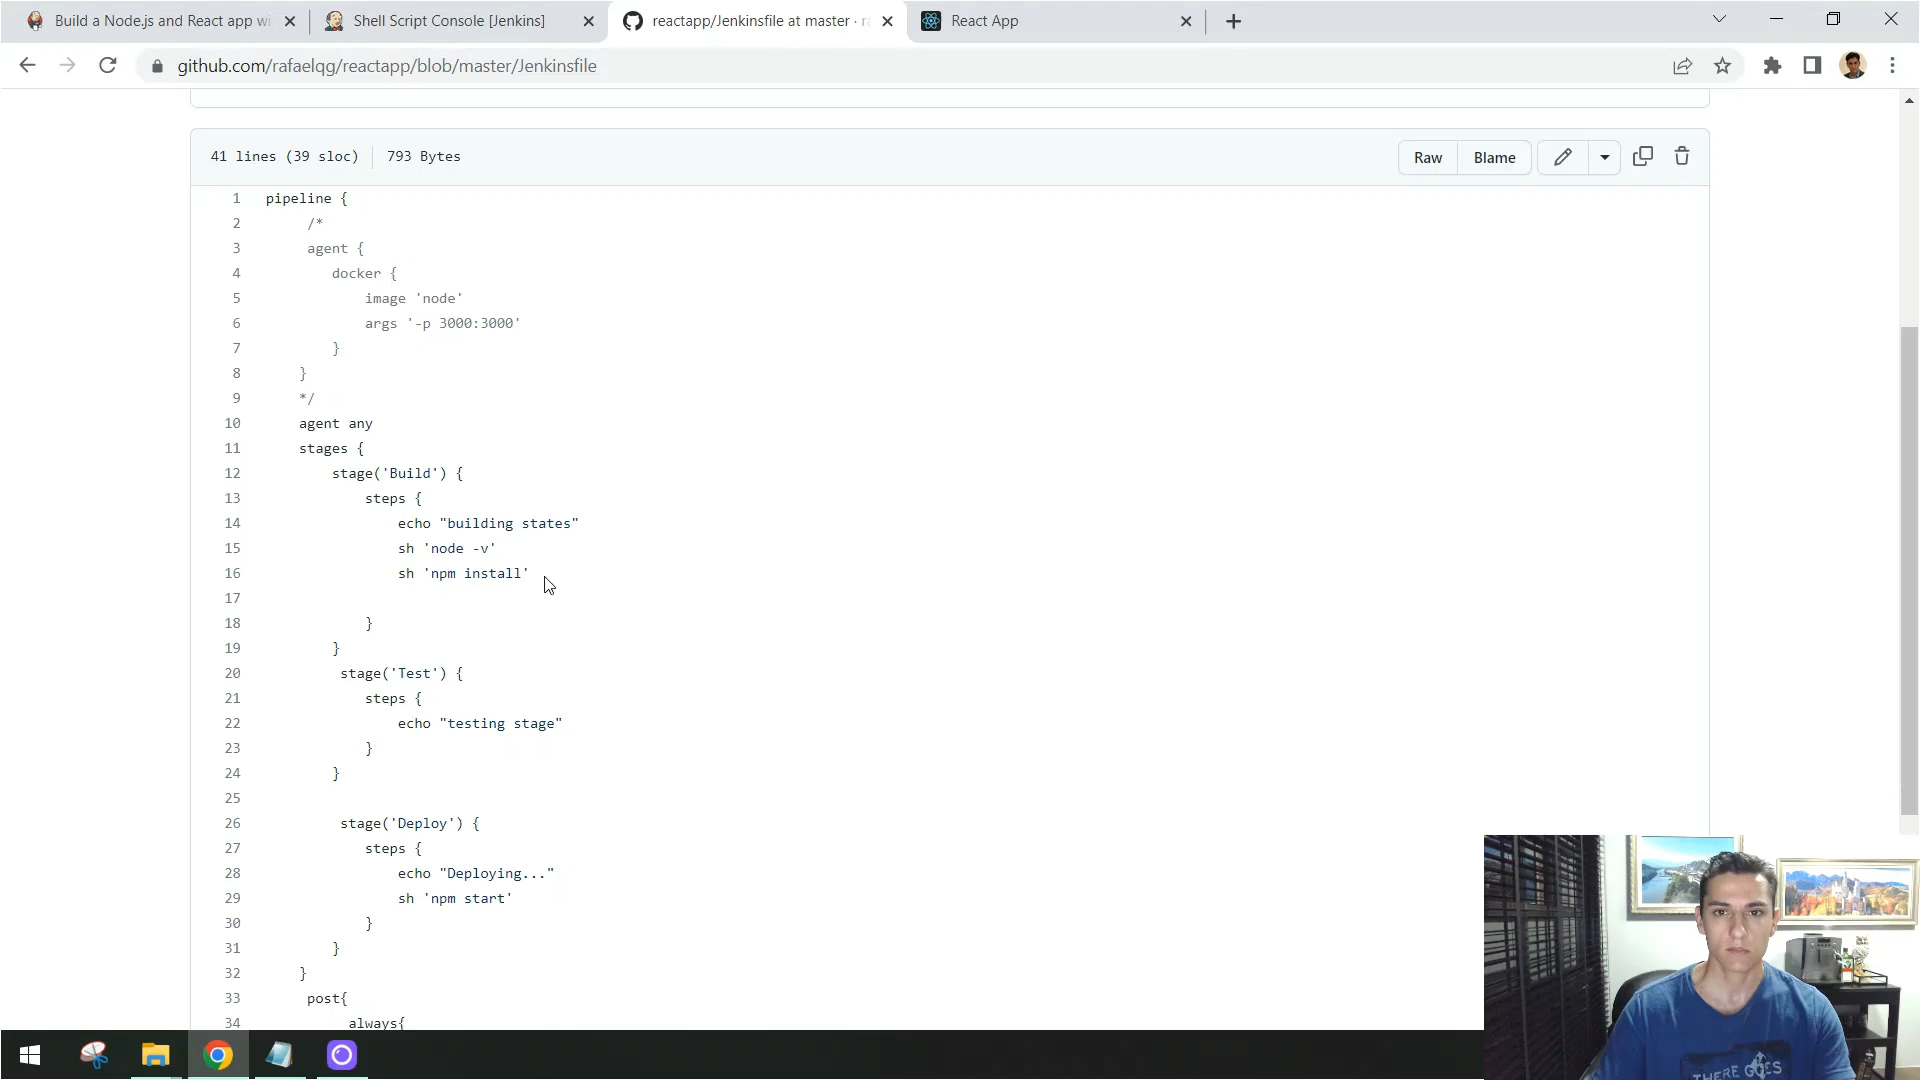 Build a Node.js and React app wi
Shell Script Console [Jenkins]
reactapp/Jenkinsfile at master · ra
React App
github.com/rafaelqg/reactapp/blob/master/Jenkinsfile
41 lines (39 sloc)
793 Bytes
Raw
Blame
1 pipeline {
2 /*
3 agent {
4 docker {
5 image 'node'
6 args '-p 3000:3000'
7 }
8 }
9 */
10 agent any
11 stages {
12 stage('Build') {
13 steps {
14 echo "building states"
15 sh 'node -v'
16 sh 'npm install'
17
18 }
19 }
20 stage('Test') {
21 steps {
22 echo "testing stage"
23 }
24 }
25
26 stage('Deploy') {
27 steps {
28 echo "Deploying..."
29 sh 'npm start'
30 }
31 }
32 }
33 post{
34 always{
THERE GOES